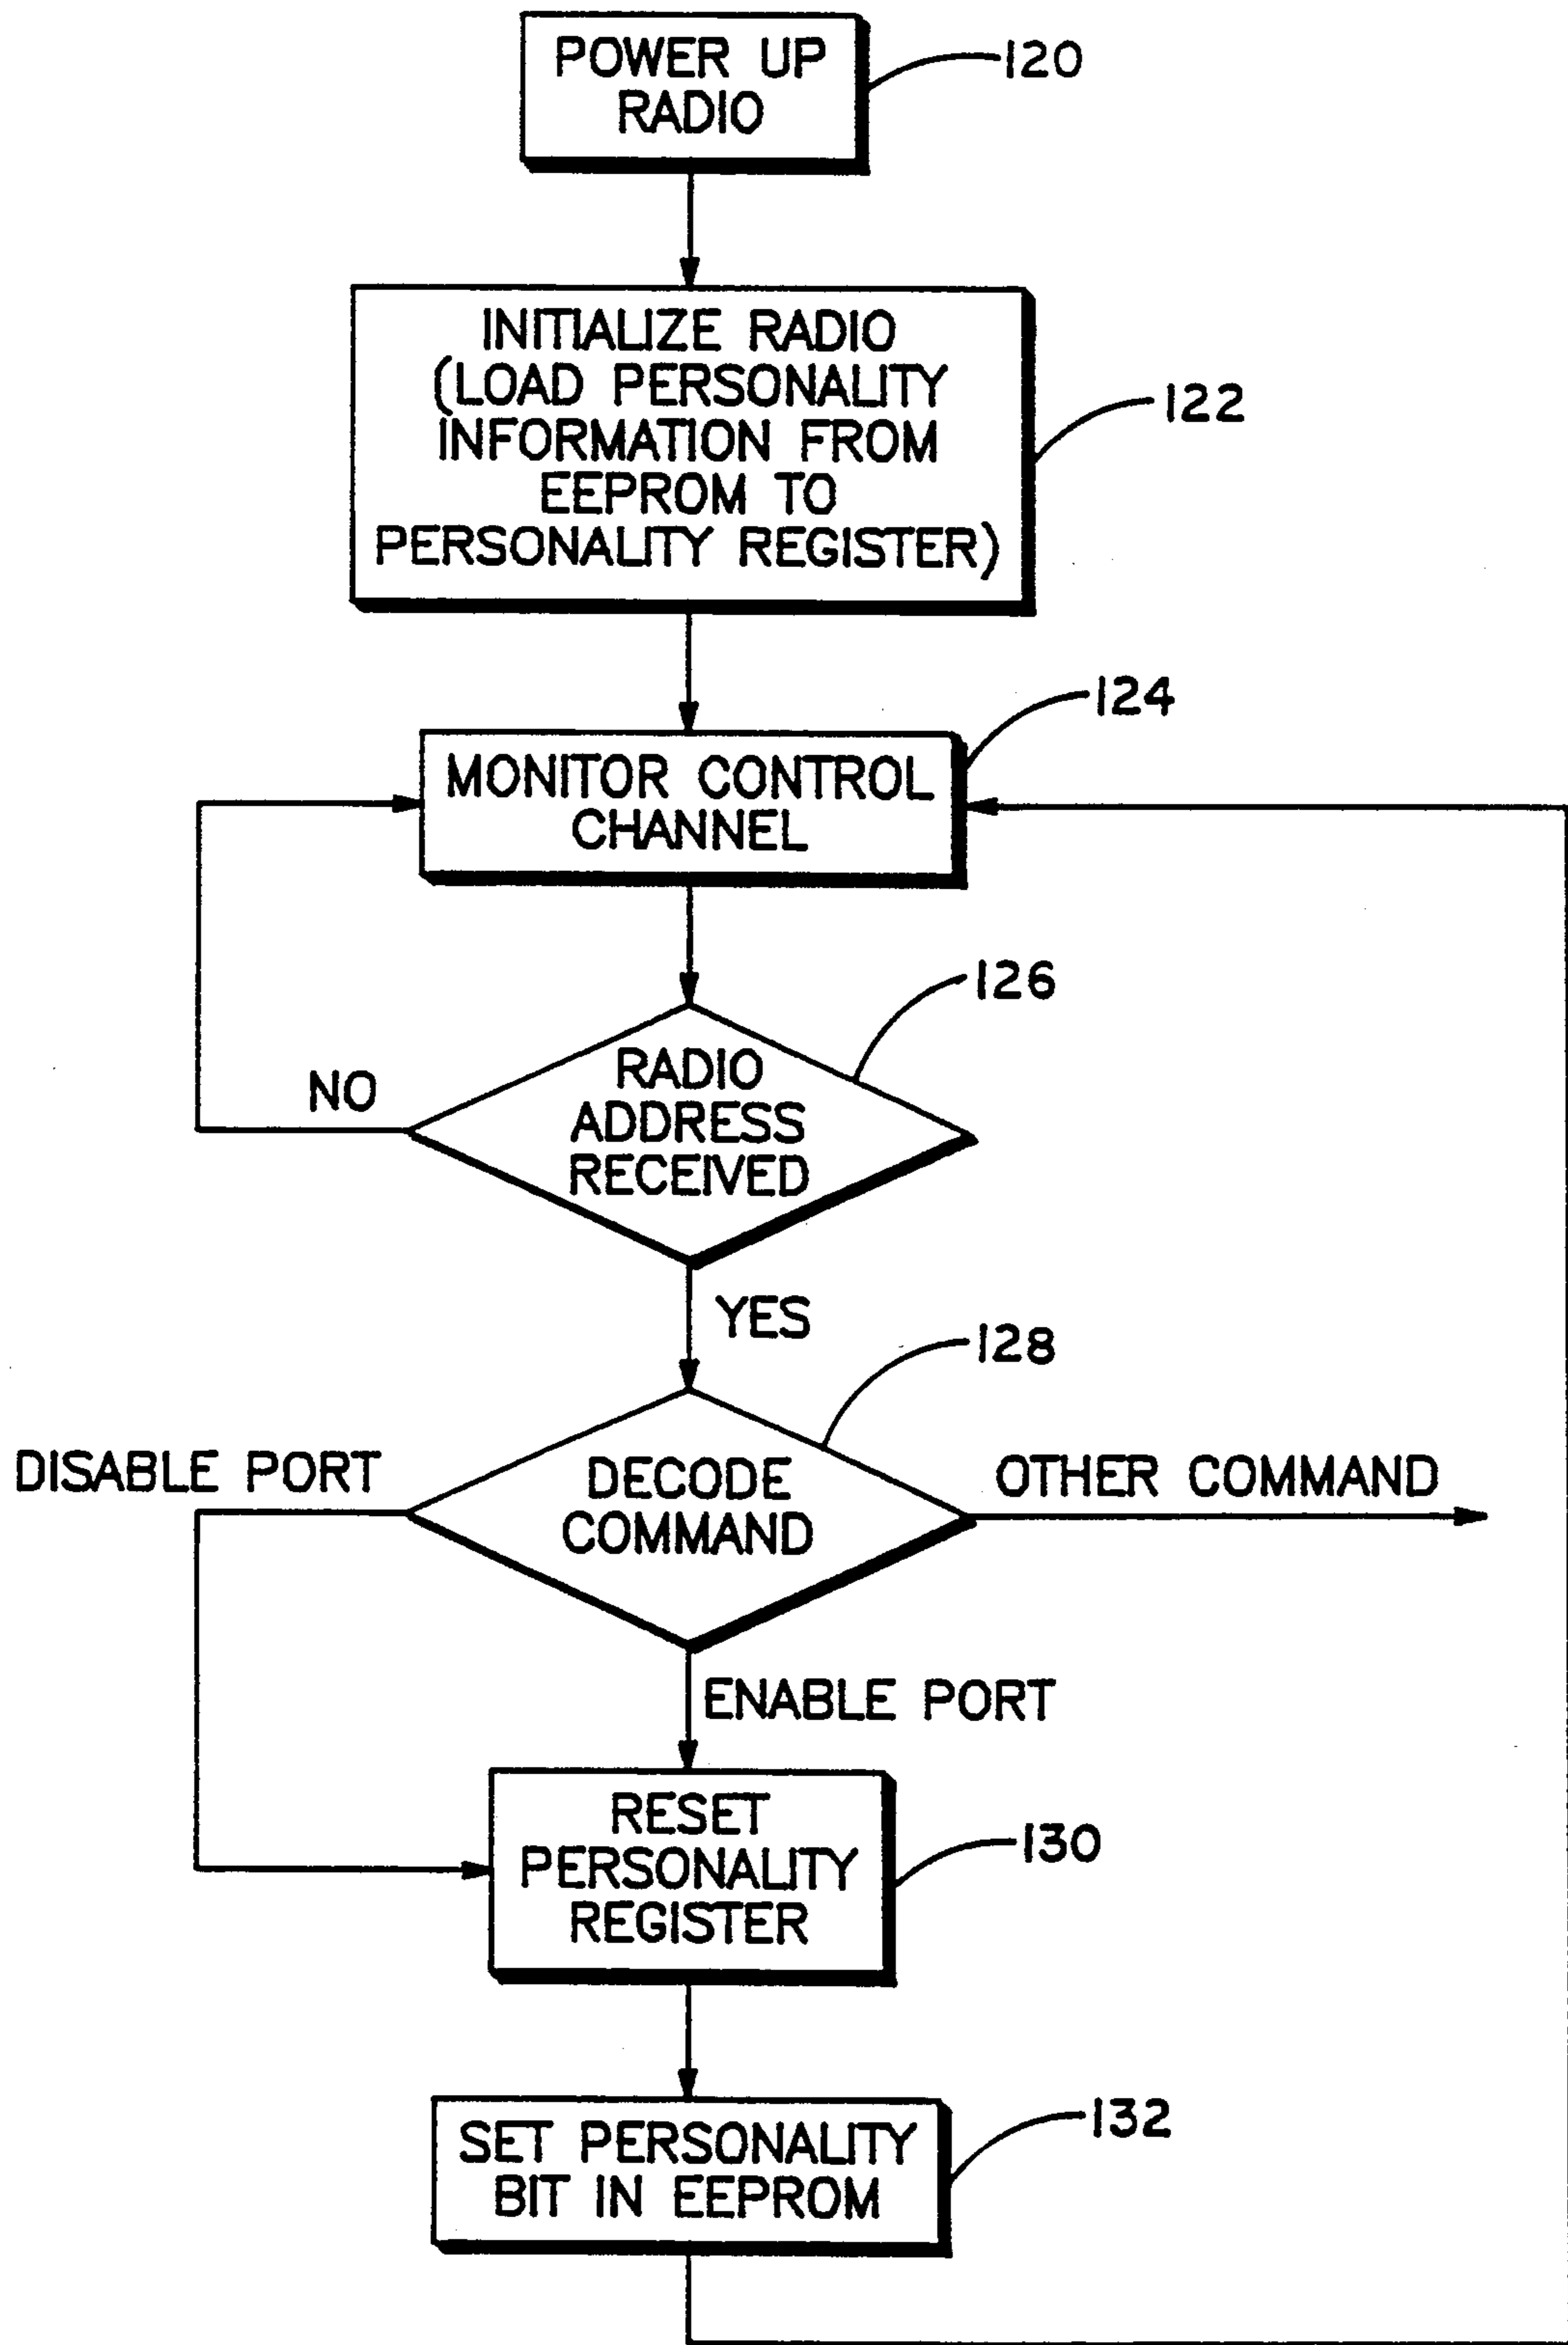 POWER UP
RADIO
120
INITIALIZE RADIO
(LOAD PERSONALITY
INFORMATION FROM
EEPROM TO
PERSONALITY REGISTER)
122
124
MONITOR CONTROL
CHANNEL
126
RADIO
ADDRESS
RECEIVED
NO
YES
128
DISABLE PORT
DECODE
COMMAND
OTHER COMMAND
ENABLE PORT
RESET
PERSONALITY
REGISTER
130
SET PERSONALITY
BIT IN EEPROM
132